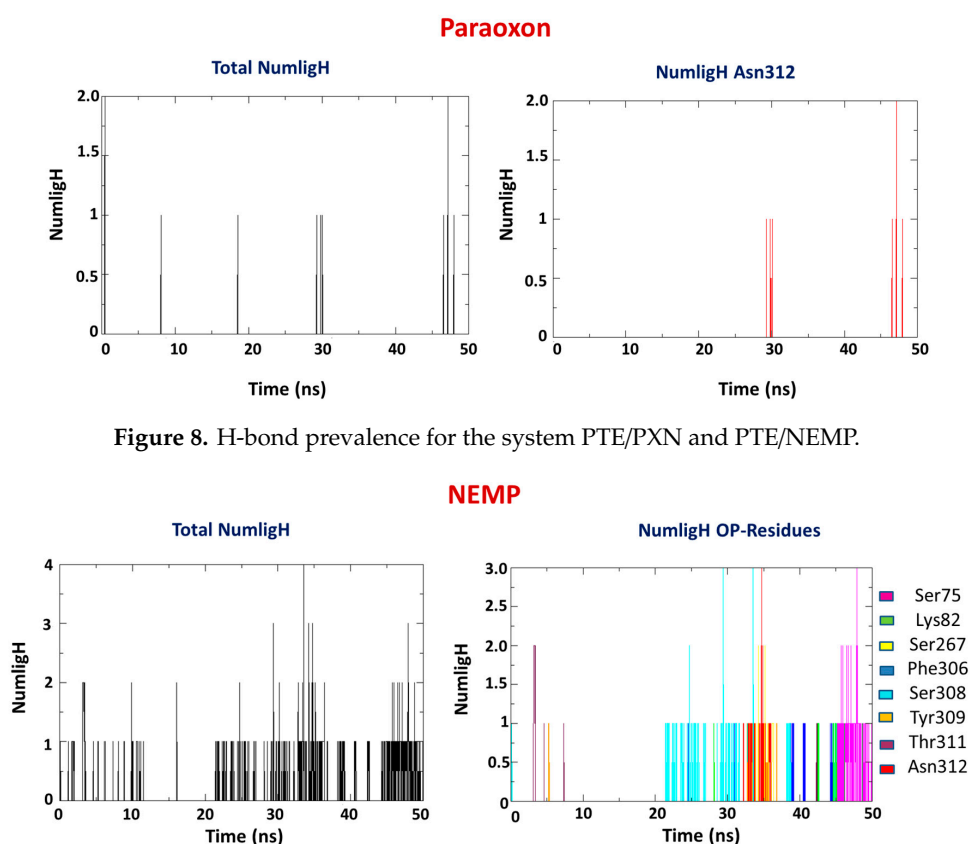 Paraoxon
Total NumligH
NumligH Asn312
NumligH
2.0
1.5
1
0.5
0
0
10
20
30
40
50
Time (ns)
NumligH
2.0
1.5
1
0.5
0
0
10
20
30
40
50
Time (ns)
Figure 8. H-bond prevalence for the system PTE/PXN and PTE/NEMP.
NEMP
Total NumligH
NumligH OP-Residues
NumligH
4
3
2
1
0
0
10
20
30
40
50
Time (ns)
NumligH
3.0
2.5
2
1.5
1
0.5
0
0
10
20
30
40
50
Time (ns)
Ser75
Lys82
Ser267
Phe306
Ser308
Tyr309
Thr311
Asn312